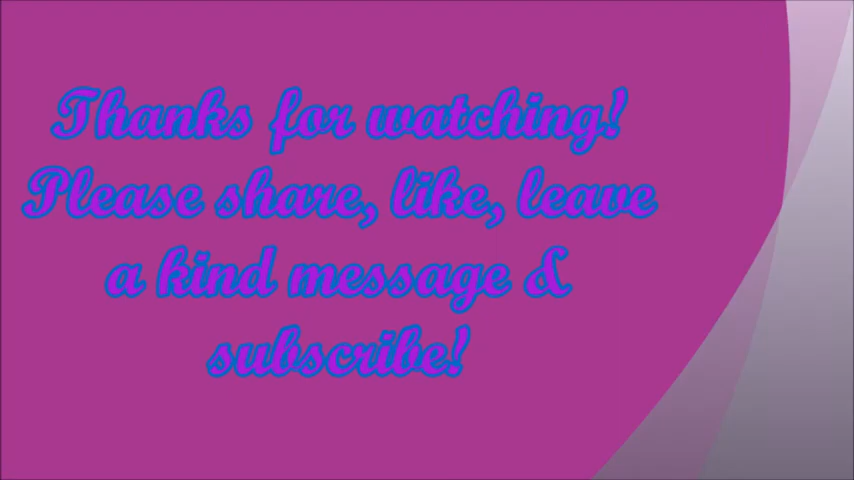 Thanks for watching!
Please share, like, leave
a kind message &
subscribe!